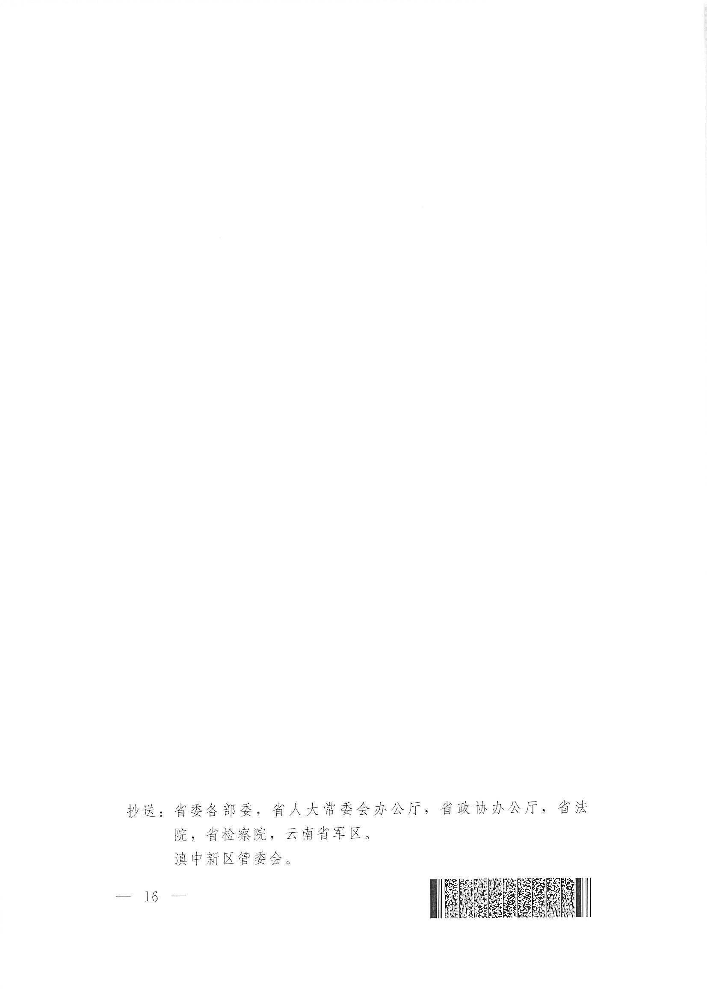 抄送：省委各部委，省人大常委会办公厅，省政协办公厅，省法
院，省检察院，云南省军区。
滇中新区管委会。
— 16 —